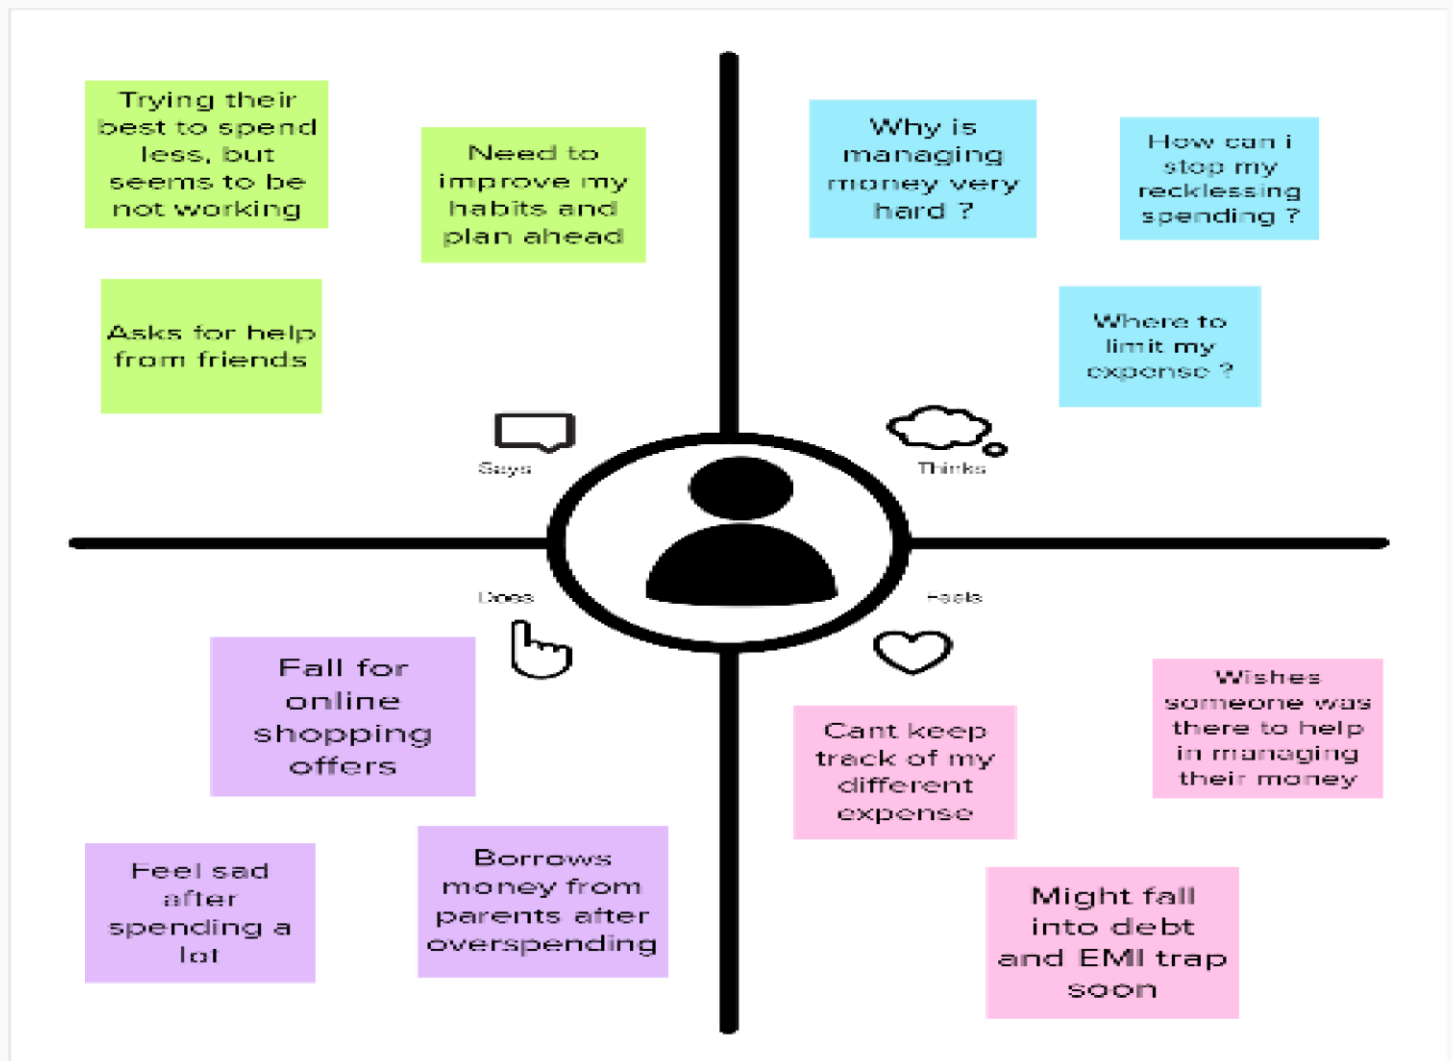 Trying their
best to spend
less, but
seems to be
not working
Need to
improve my
habits and
plan ahead
Asks for help
from friends
Says
Why is
managing
money very
hard ?
How can i
stop my
recklessing
spending ?
Where to
limit my
expense ?
Thinks
Does
Fall for
online
shopping
offers
Feel sad
after
spending a
lot
Borrows
money from
parents after
overspending
Feels
Cant keep
track of my
different
expense
Wishes
someone was
there to help
in managing
their money
Might fall
into debt
and EMI trap
soon